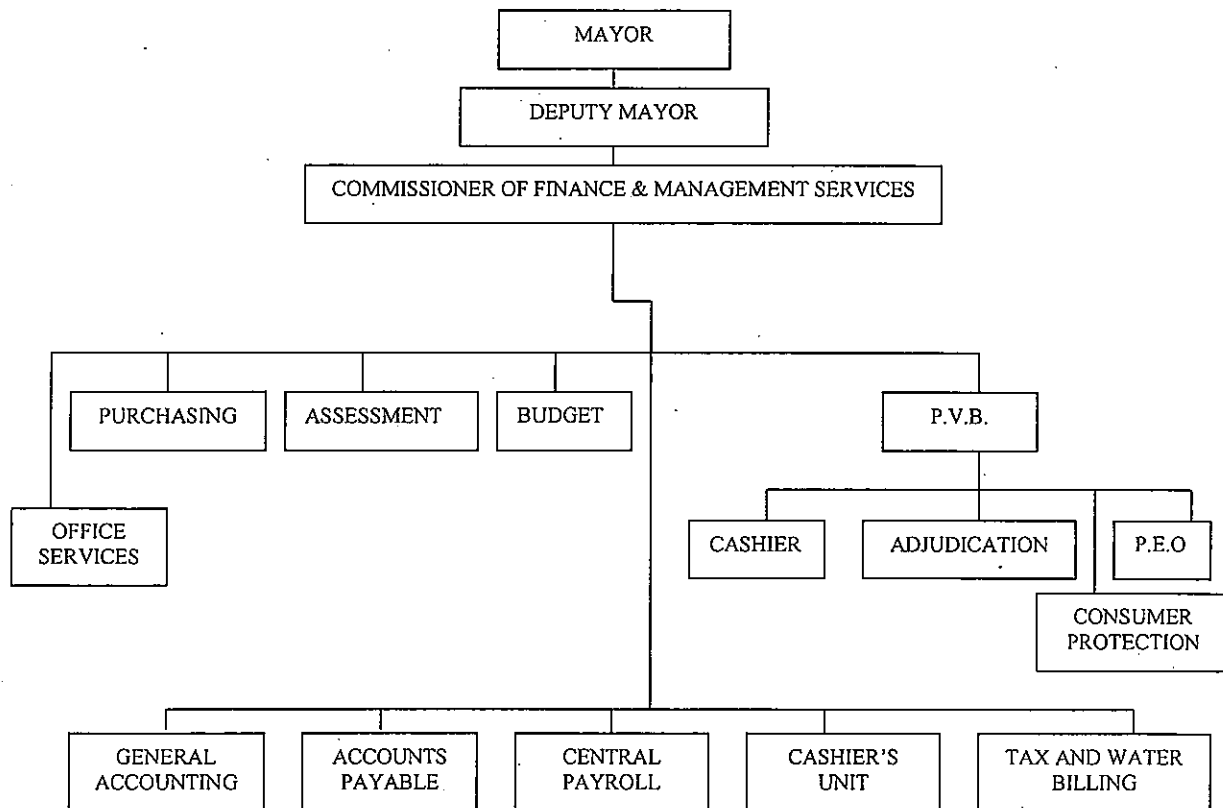 MAYOR
DEPUTY MAYOR
COMMISSIONER OF FINANCE & MANAGEMENT SERVICES
PURCHASING
ASSESSMENT
BUDGET
P.V.B.
OFFICE
SERVICES
CASHIER
ADJUDICATION
P.E.O
CONSUMER
PROTECTION
GENERAL
ACCOUNTING
ACCOUNTS
PAYABLE
CENTRAL
PAYROLL
CASHIER'S
UNIT
TAX AND WATER
BILLING